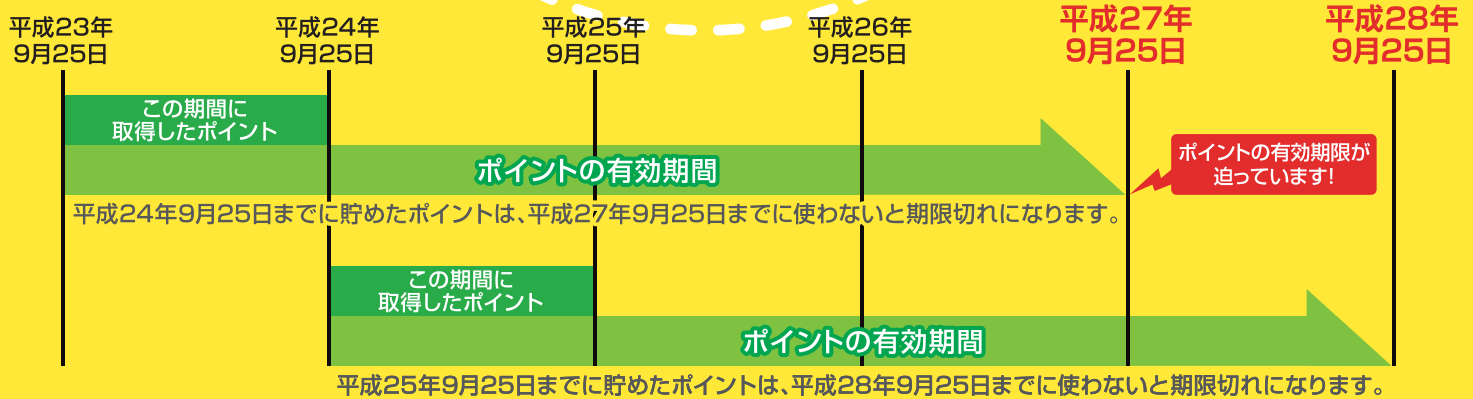 平成23年
9月25日
平成24年
9月25日
平成25年
9月25日
平成26年
9月25日
平成27年
9月25日
平成28年
9月25日
この期間に
取得したポイント
ポイントの有効期間
ポイントの有効期限が
迫っています!
平成24年9月25日までに貯めたポイントは、平成27年9月25日までに使わないと期限切れになります。
この期間に
取得したポイント
ポイントの有効期間
平成25年9月25日までに貯めたポイントは、平成28年9月25日までに使わないと期限切れになります。